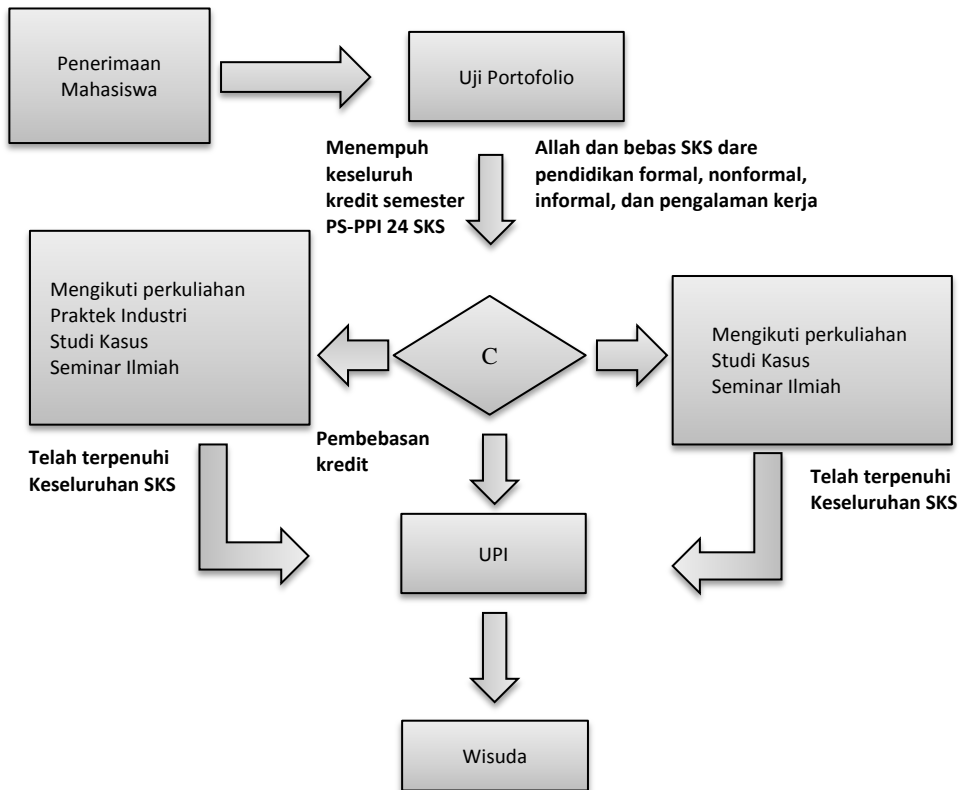 Penerimaan
Mahasiswa
Uji Portofolio
Menempuh
keseluruh
kredit semester
PS-PPI 24 SKS
Allah dan bebas SKS dare
pendidikan formal, nonformal,
informal, dan pengalaman kerja
Mengikuti perkuliahan
Praktek Industri
Studi Kasus
Seminar Ilmiah
C
Mengikuti perkuliahan
Studi Kasus
Seminar Ilmiah
Telah terpenuhi
Keseluruhan SKS
Pembebasan
kredit
Telah terpenuhi
Keseluruhan SKS
UPI
Wisuda